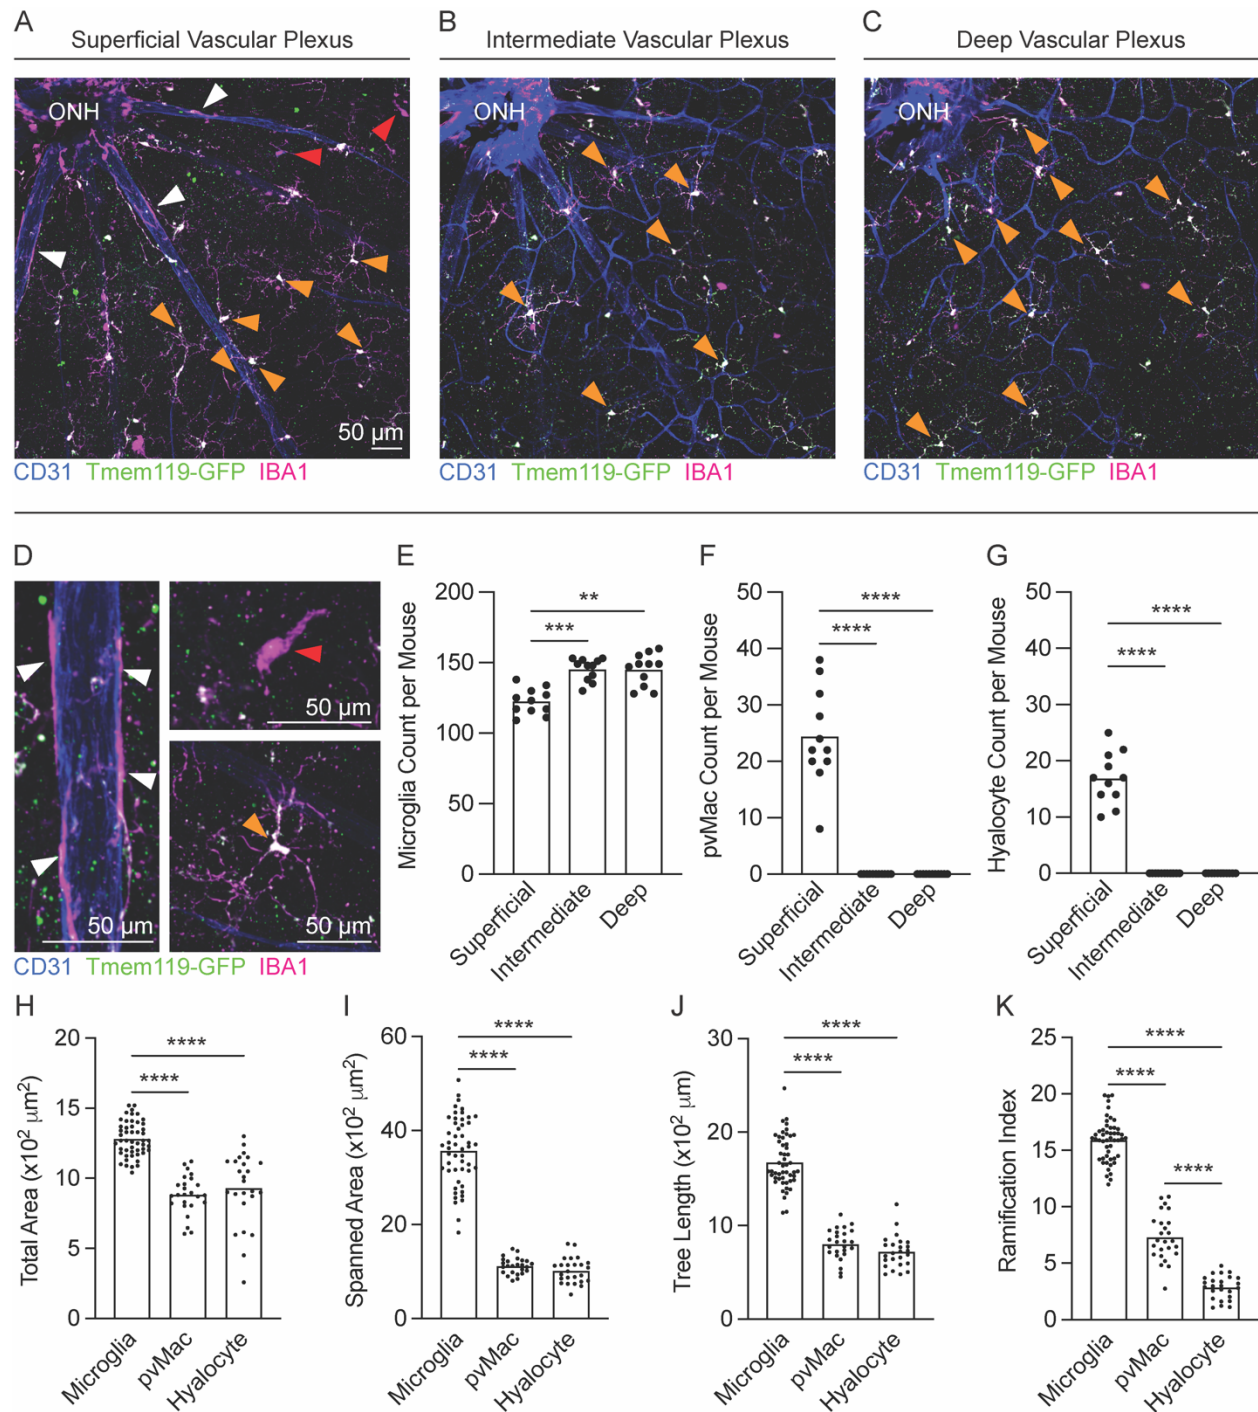 A
Superficial Vascular Plexus
B
Intermediate Vascular Plexus
C
Deep Vascular Plexus
ONH
ONH
ONH
50 µm
CD31 Tmem119-GFP IBA1
CD31 Tmem119-GFP IBA1
CD31 Tmem119-GFP IBA1
D
50 µm
50 µm
50 µm
CD31 Tmem119-GFP IBA1
E
Microglia Count per Mouse
200
150
100
50
0
**
***
Superficial
Intermediate
Deep
F
pvMac Count per Mouse
50
40
30
20
10
0
****
****
Superficial
Intermediate
Deep
G
Hyalocyte Count per Mouse
50
40
30
20
10
0
****
****
Superficial
Intermediate
Deep
H
Total Area (x10² µm²)
20
15
10
5
0
****
****
Microglia
pvMac
Hyalocyte
I
Spanned Area (x10² µm²)
60
40
20
0
****
****
Microglia
pvMac
Hyalocyte
J
Tree Length (x10² µm)
30
20
10
0
****
****
Microglia
pvMac
Hyalocyte
K
Ramification Index
25
20
15
10
5
0
****
****
****
Microglia
pvMac
Hyalocyte